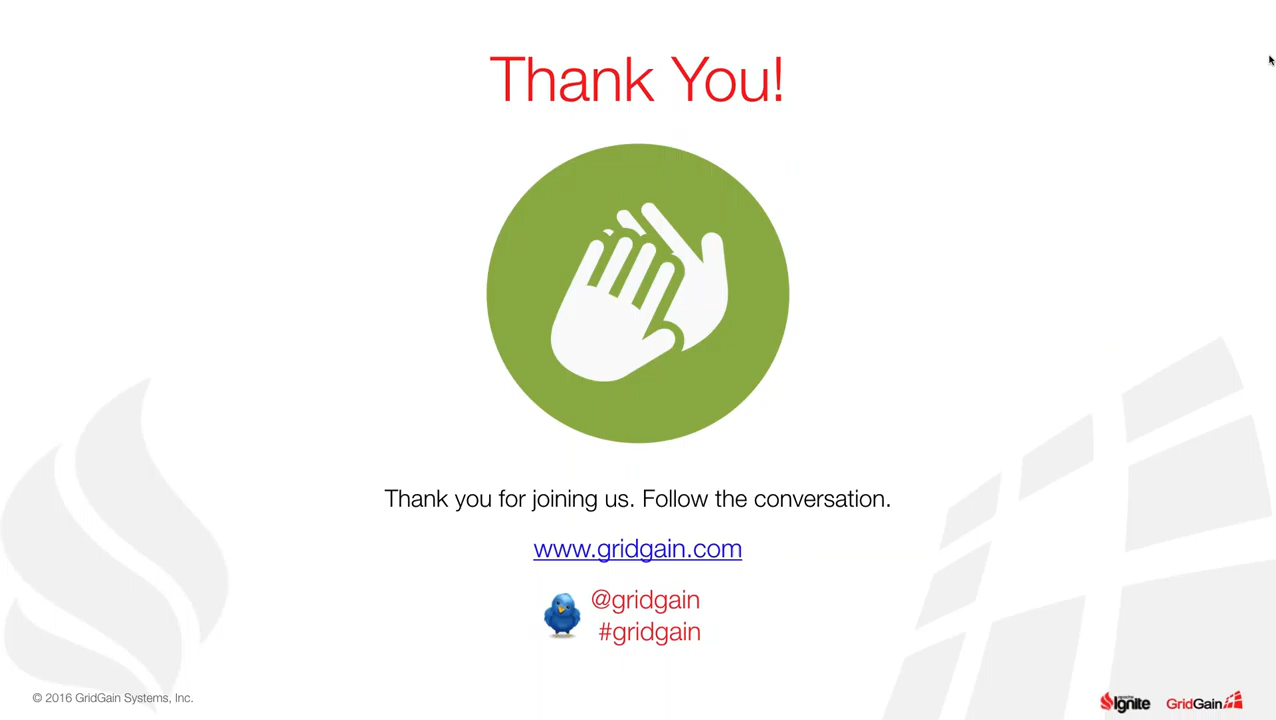 Thank You!
Thank you for joining us. Follow the conversation.
www.gridgain.com
@gridgain
#gridgain
© 2016 GridGain Systems, Inc.
Ignite
GridGain